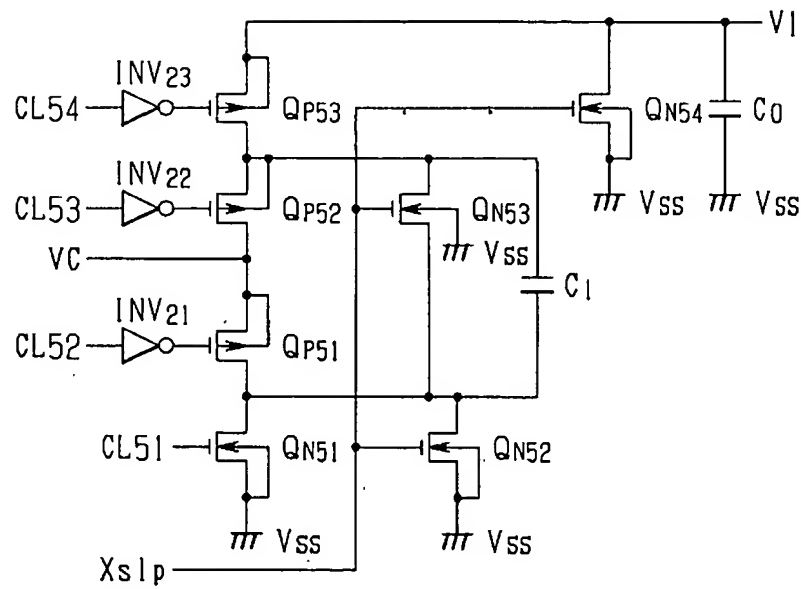 V1
INV23
CL54
QP53
QN54
C0
INV22
VSS
VSS
CL53
QP52
QN53
VC
VSS
C1
INV21
CL52
QP51
CL51
QN51
QN52
VSS
VSS
Xslp